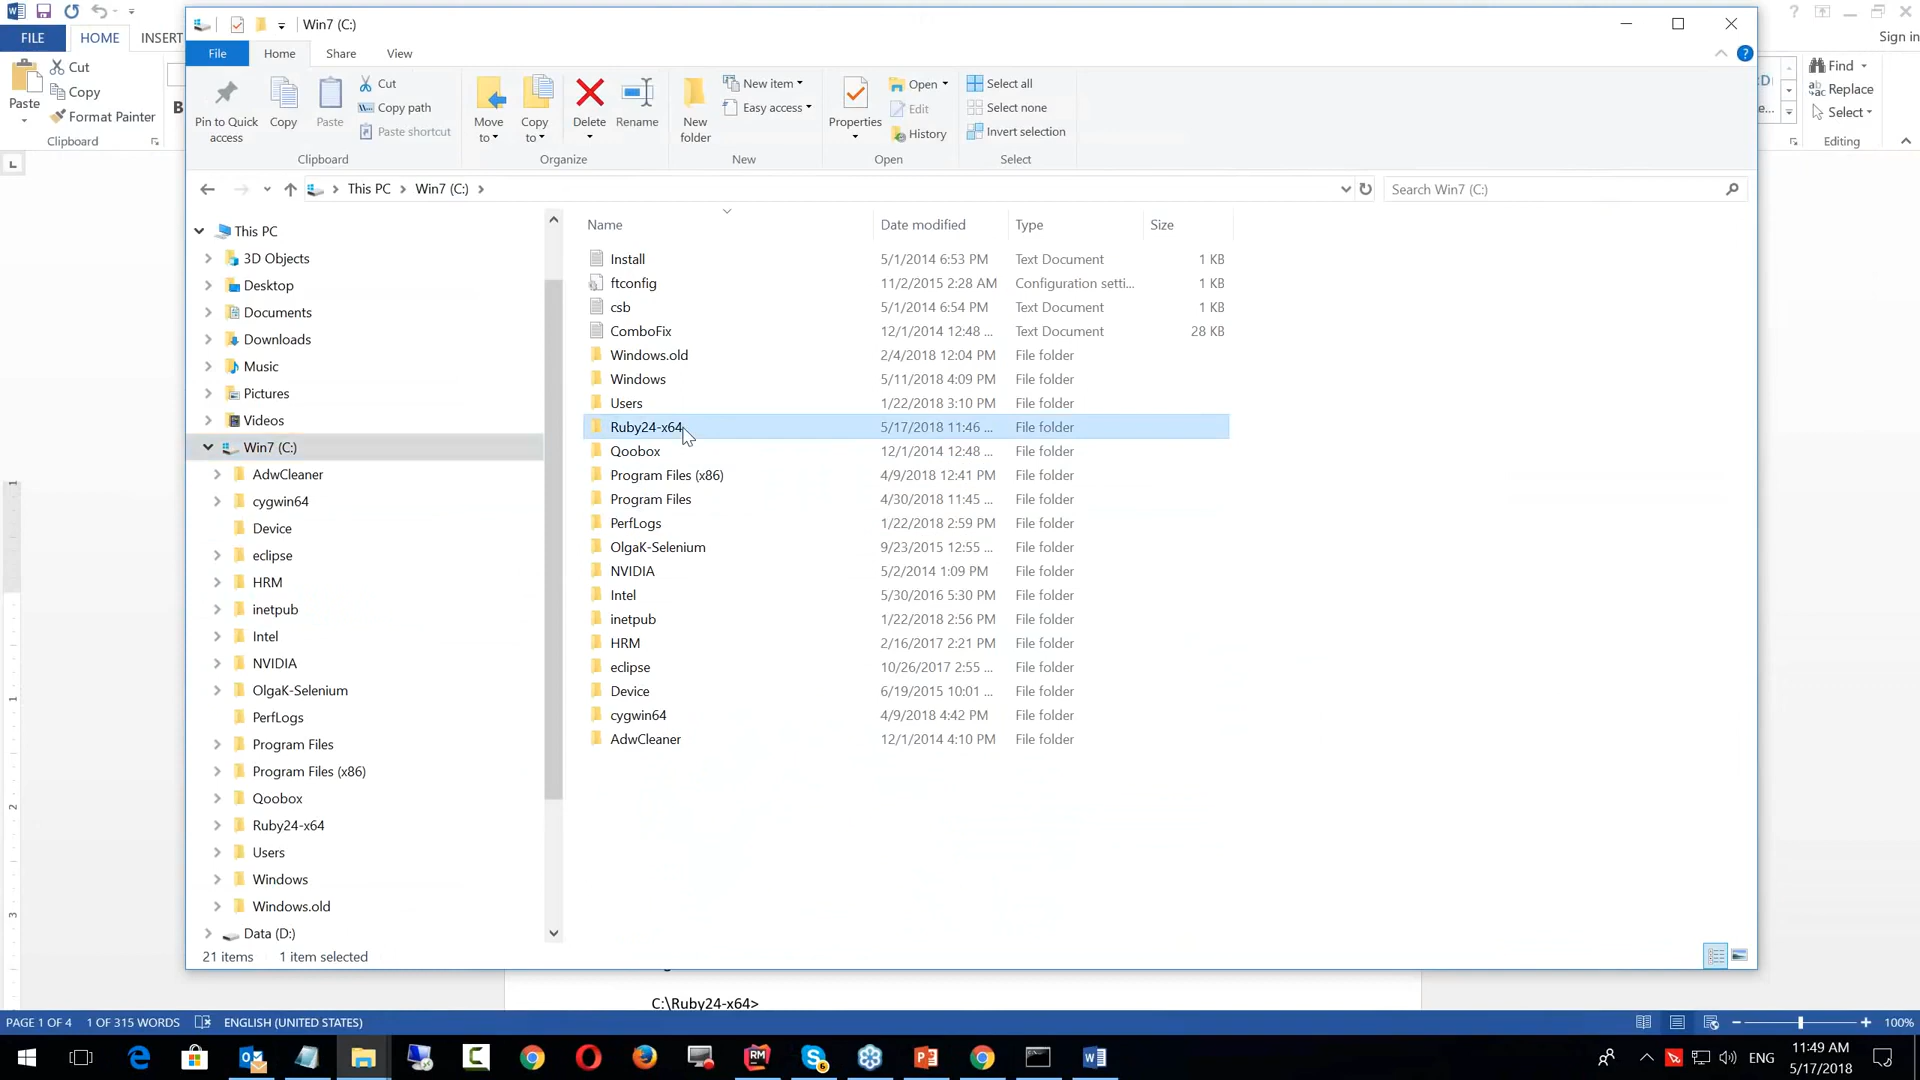 FILE HOME INSERT
Sign in
Paste
Cut
Copy
Format Painter
Clipboard
B
Find
Replace
Select
Editing
Win7 (C:)
File Home Share View
Pin to Quick access
Copy
Paste
Cut
Copy path
Paste shortcut
Clipboard
Move to
Copy to
Delete
Rename
Organize
New folder
New item
Easy access
New
Properties
Open
Edit
History
Open
Select all
Select none
Invert selection
Select
This PC > Win7 (C:) >
Search Win7 (C:)
This PC
3D Objects
Desktop
Documents
Downloads
Music
Pictures
Videos
Win7 (C:)
AdwCleaner
cygwin64
Device
eclipse
HRM
inetpub
Intel
NVIDIA
OlgaK-Selenium
PerfLogs
Program Files
Program Files (x86)
Qoobox
Ruby24-x64
Users
Windows
Windows.old
Data (D:)
Name Date modified Type Size
Install 5/1/2014 6:53 PM Text Document 1 KB
ftconfig 11/2/2015 2:28 AM Configuration setti... 1 KB
csb 5/1/2014 6:54 PM Text Document 1 KB
ComboFix 12/1/2014 12:48 ... Text Document 28 KB
Windows.old 2/4/2018 12:04 PM File folder
Windows 5/11/2018 4:09 PM File folder
Users 1/22/2018 3:10 PM File folder
Ruby24-x64 5/17/2018 11:46 ... File folder
Qoobox 12/1/2014 12:48 ... File folder
Program Files (x86) 4/9/2018 12:41 PM File folder
Program Files 4/30/2018 11:45 ... File folder
PerfLogs 1/22/2018 2:59 PM File folder
OlgaK-Selenium 9/23/2015 12:55 ... File folder
NVIDIA 5/2/2014 1:09 PM File folder
Intel 5/30/2016 5:30 PM File folder
inetpub 1/22/2018 2:56 PM File folder
HRM 2/16/2017 2:21 PM File folder
eclipse 10/26/2017 2:55 ... File folder
Device 6/19/2015 10:01 ... File folder
cygwin64 4/9/2018 4:42 PM File folder
AdwCleaner 12/1/2014 4:10 PM File folder
21 items 1 item selected
C:\Ruby24-x64>
PAGE 1 OF 4 1 OF 315 WORDS ENGLISH (UNITED STATES) 100%
ENG
11:49 AM
5/17/2018